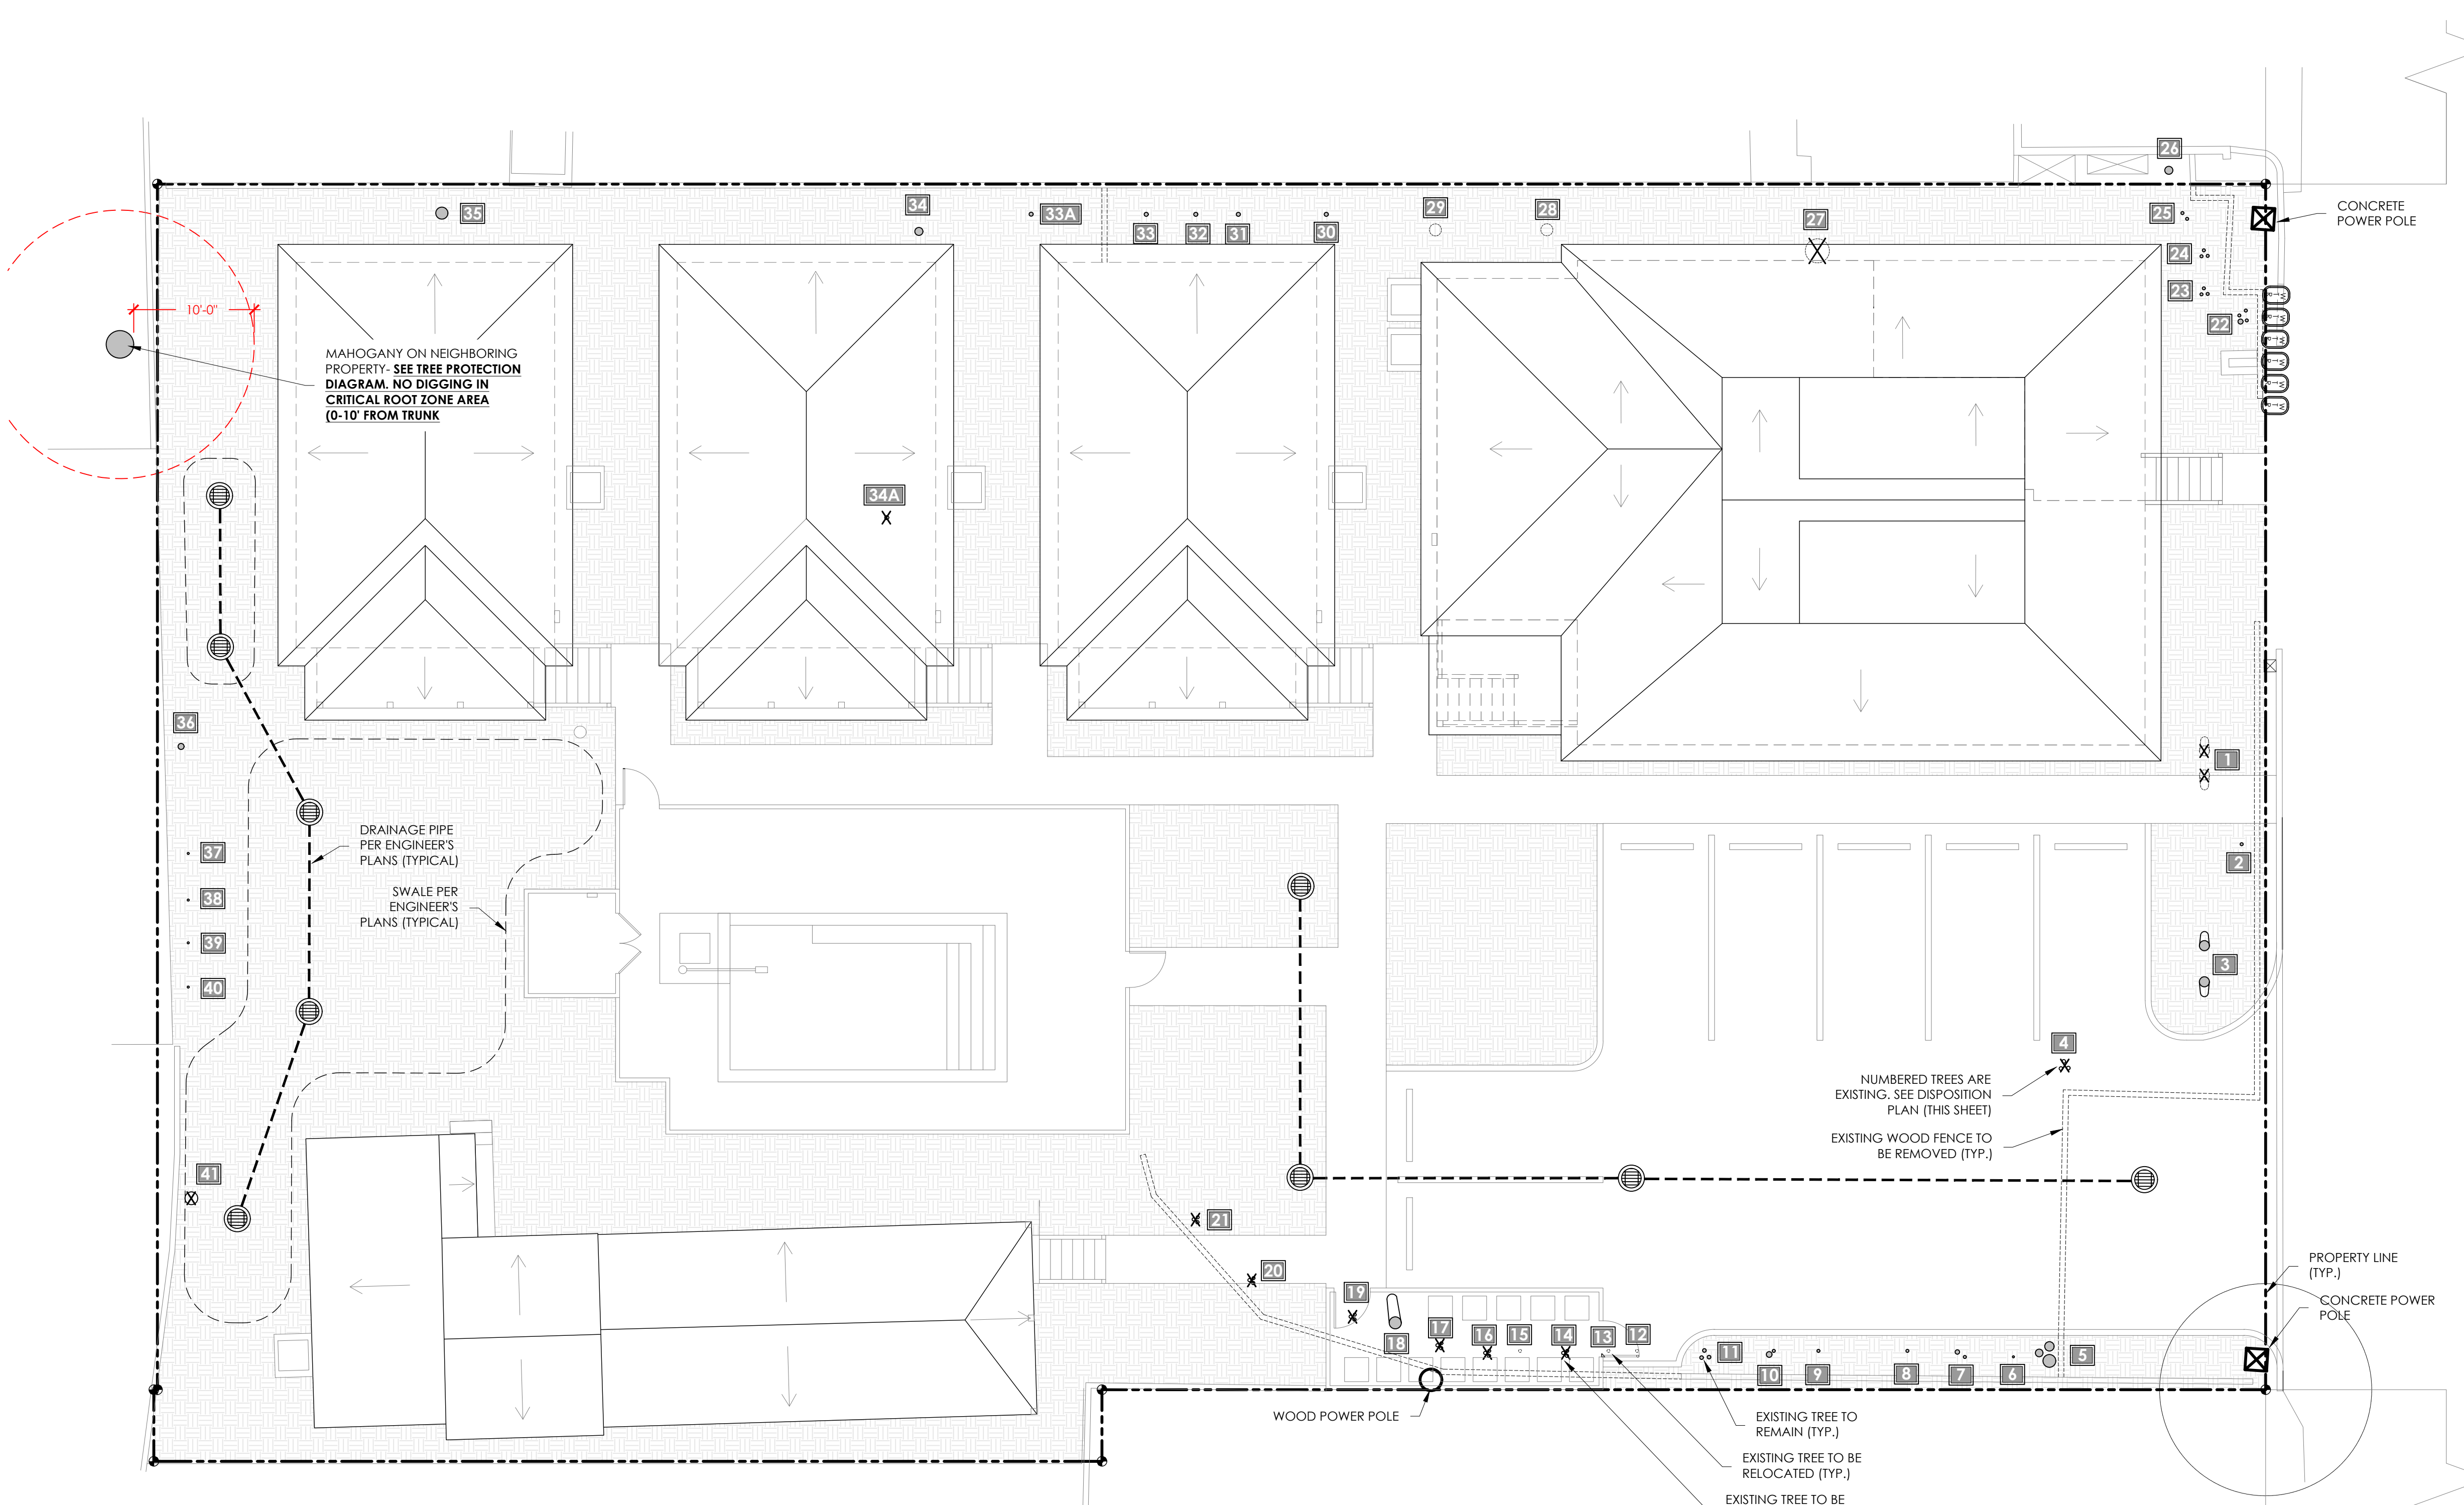 26
CONCRETE
POWER POLE
35
34
33A
33
32
31
30
29
28
27
25
24
23
22
10'-0"
MAHOGANY ON NEIGHBORING
PROPERTY- SEE TREE PROTECTION
DIAGRAM. NO DIGGING IN
CRITICAL ROOT ZONE AREA
(0-10' FROM TRUNK
34A
36
1
DRAINAGE PIPE
PER ENGINEER'S
PLANS (TYPICAL)
37
2
SWALE PER
ENGINEER'S
PLANS (TYPICAL)
38
39
40
3
4
NUMBERED TREES ARE
EXISTING. SEE DISPOSITION
PLAN (THIS SHEET)
EXISTING WOOD FENCE TO
BE REMOVED (TYP.)
41
21
20
19
PROPERTY LINE
(TYP.)
CONCRETE POWER
POLE
18
17
16
15
14
13
12
11
10
9
8
7
6
5
WOOD POWER POLE
EXISTING TREE TO
REMAIN (TYP.)
EXISTING TREE TO BE
RELOCATED (TYP.)
EXISTING TREE TO BE